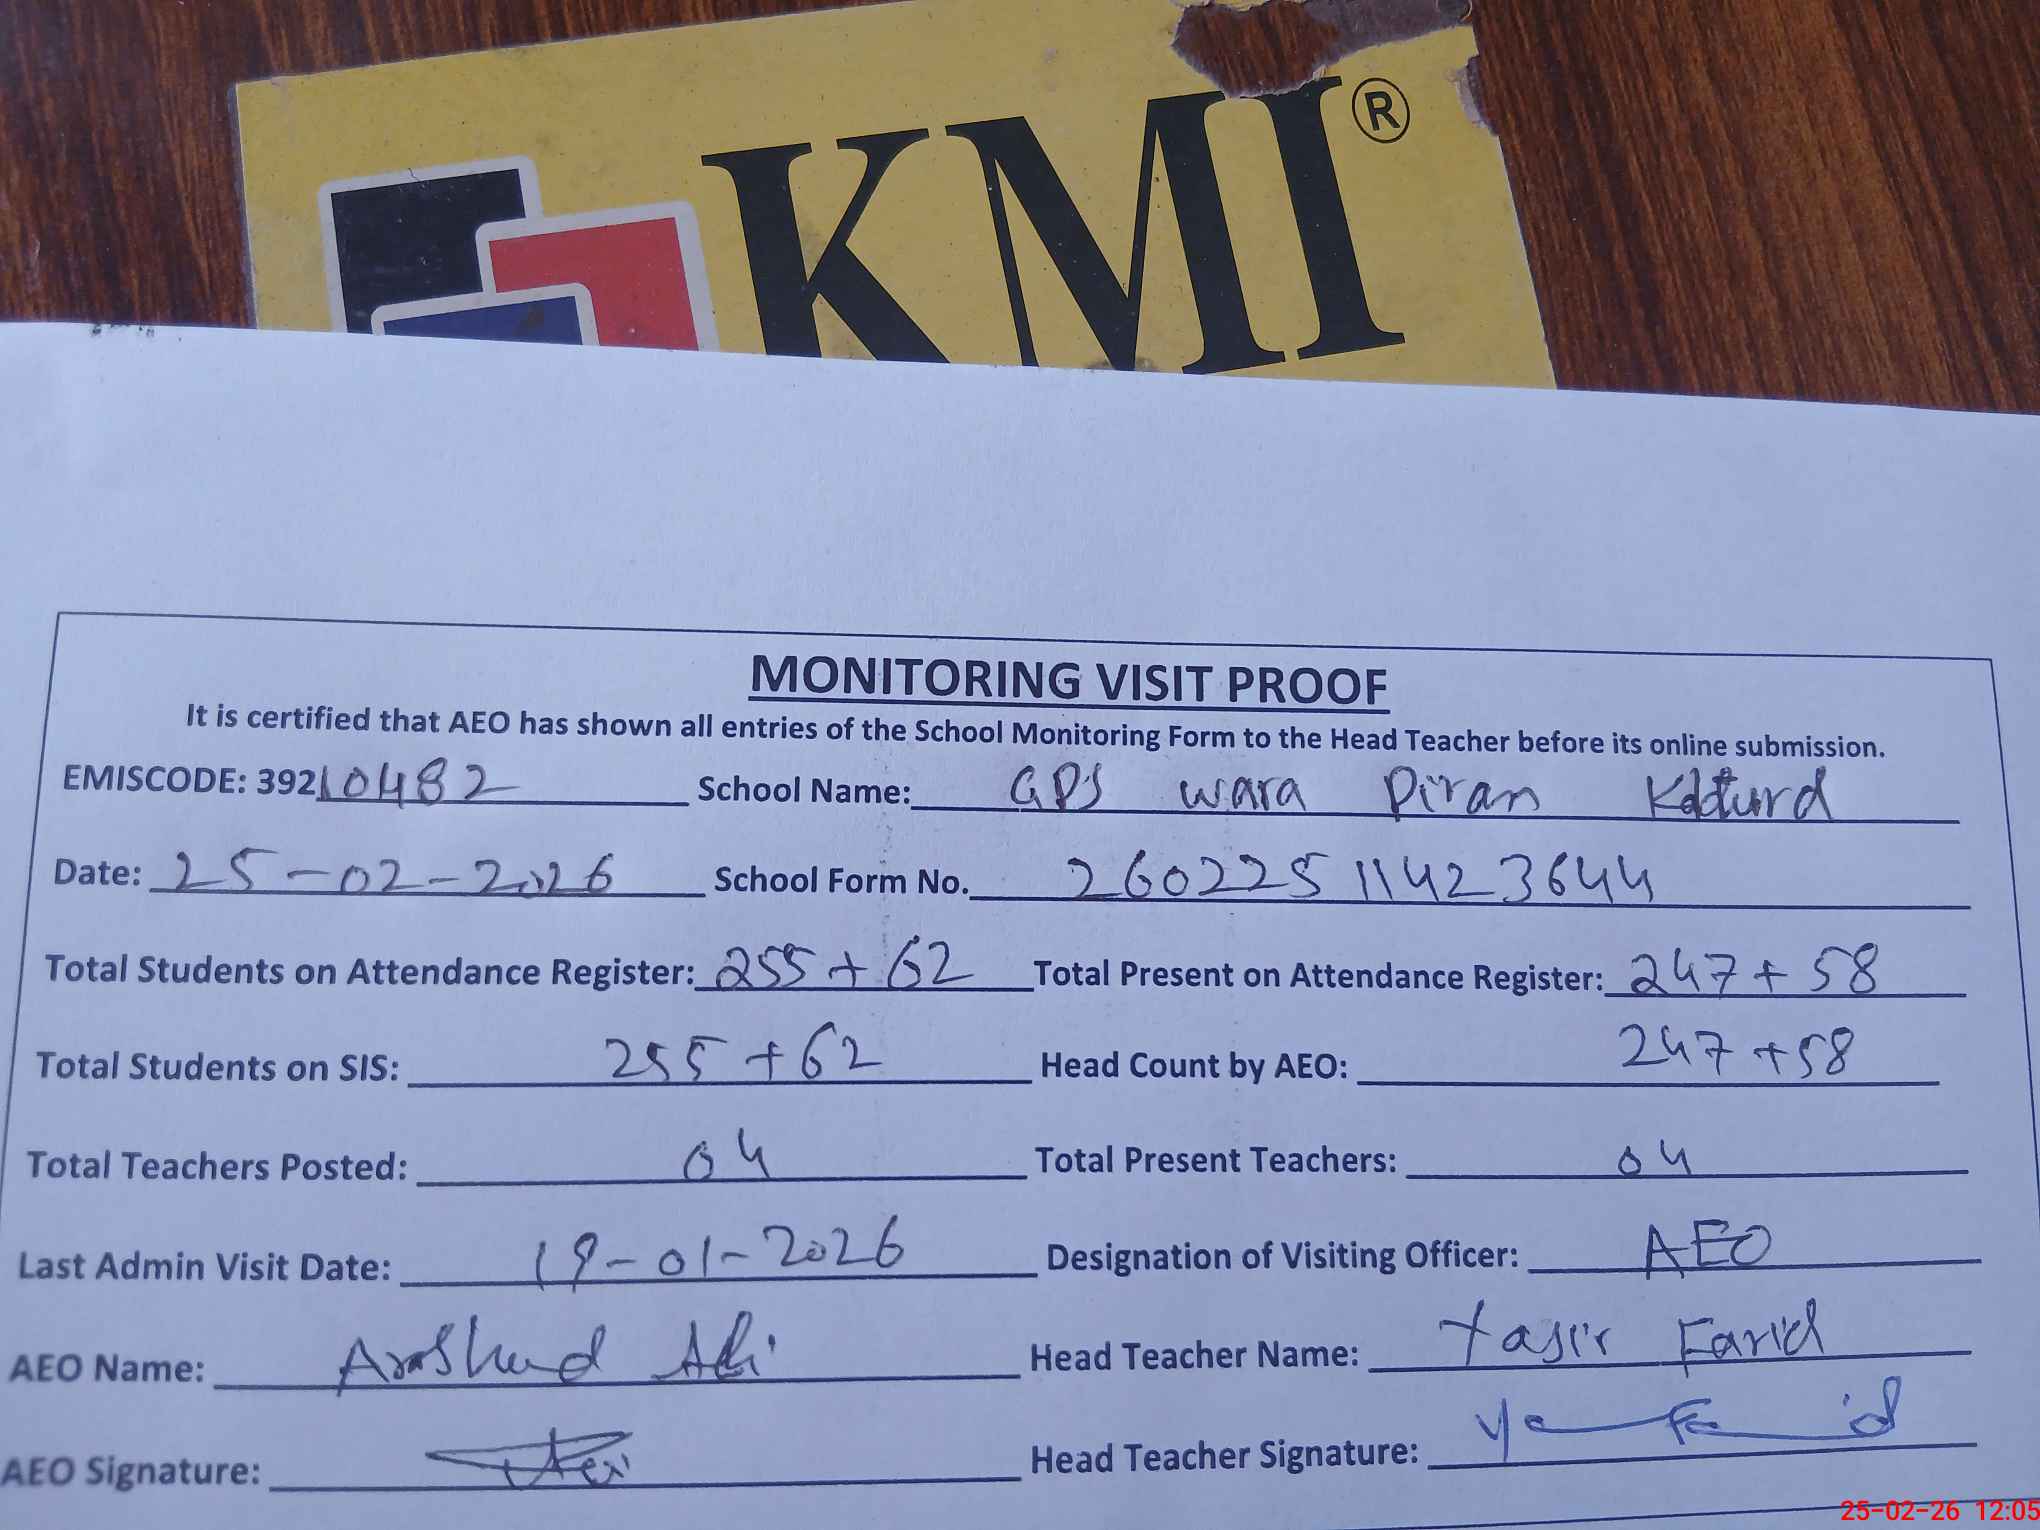 KMI®
MONITORING VISIT PROOF
It is certified that AEO has shown all entries of the School Monitoring Form to the Head Teacher before its online submission.
EMISCODE: 39210482 School Name: GPS Wara Piran
Date: 25-02-2026 School Form No. 26022511423644
Total Students on Attendance Register: 255+62 Total Present on Attendance Register: 247+58
Total Students on SIS: 255+62 Head Count by AEO: 247+58
Total Teachers Posted: 04 Total Present Teachers: 04
Last Admin Visit Date: 19-01-2026 Designation of Visiting Officer: AEO
AEO Name: Arshad Ali Head Teacher Name: Yasir Farid
AEO Signature: Head Teacher Signature:
25-02-26 12:05